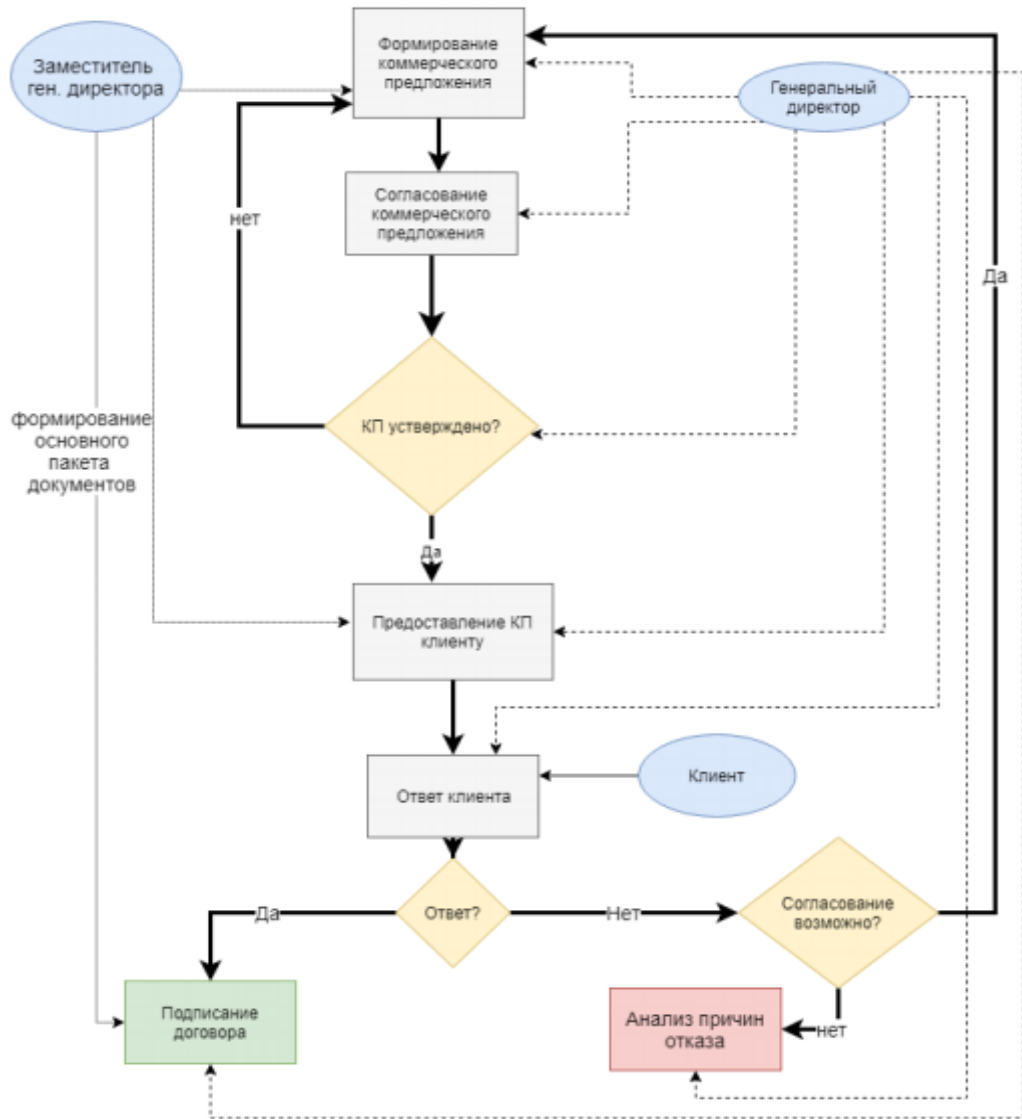 Формирование
коммерческого
предложения
Заместитель
ген. директора
Генеральный
директор
Согласование
коммерческого
предложения
нет
Да
КП утверждено?
формирование
основного
пакета
документов
Да
Предоставление КП
клиенту
Ответ клиента
Клиент
Ответ?
Да
Нет
Согласование
возможно?
Подписание
договора
Анализ причин
отказа
нет